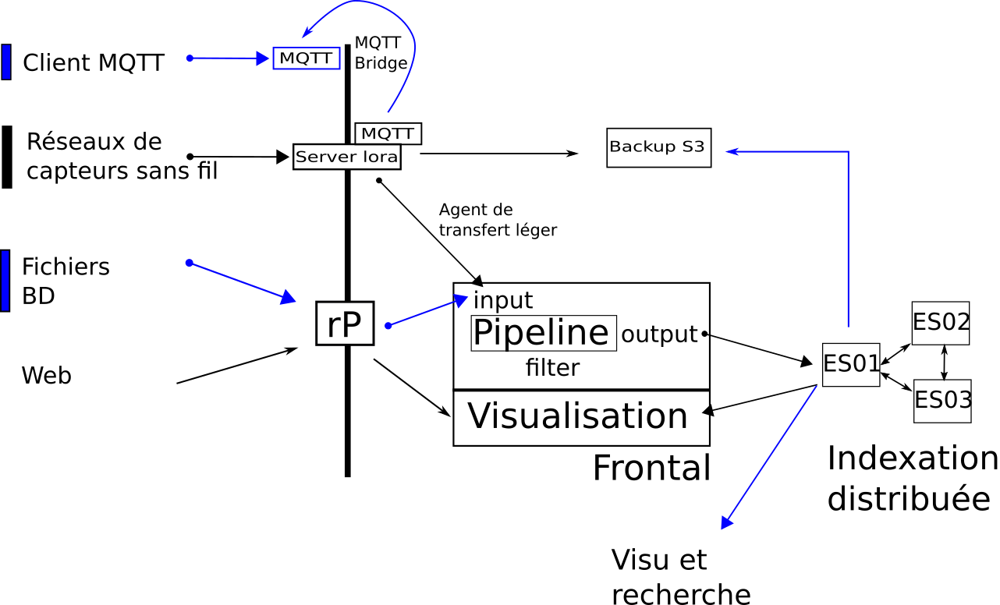 MQTT
Bridge
Client MQTT
MQTT
MQTT
Réseaux de
capteurs sans fil
Server lora
Backup S3
Agent de
transfert léger
Fichiers
BD
rP
input
Pipeline
output
filter
ES02
ES01
ES03
Web
Visualisation
Frontal
Indexation
distribuée
Visu et
recherche